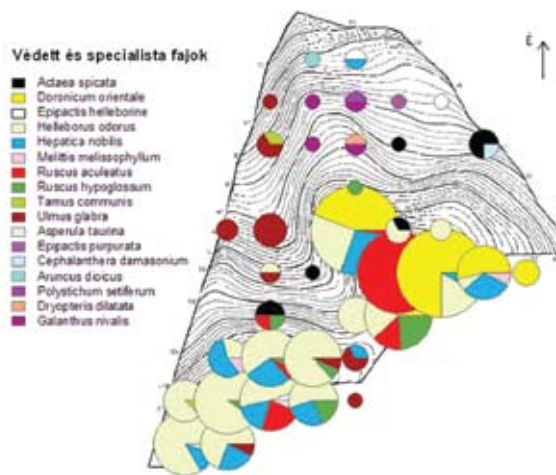 Védett és specialista fajok
É
Actaea spicata
Doronicum orientale
Epipactis helleborine
Helleborus odorus
Hepatica nobilis
Melittis melissophyllum
Ruscus aculeatus
Ruscus hypoglossum
Tamus communis
Ulmus glabra
Asperula taurina
Epipactis purpurata
Cephalanthera damasonium
Aruncus dioicus
Polystichum setiferum
Dryopteris dilatata
Galanthus nivalis